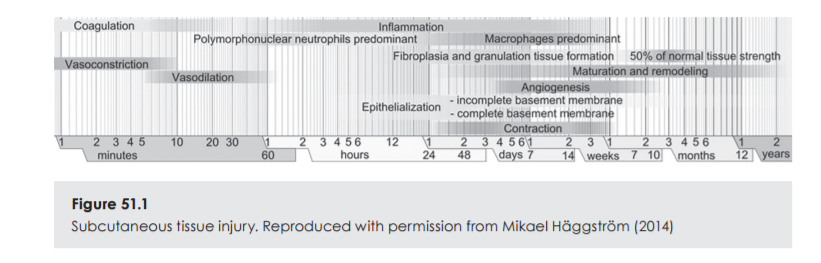 Coagulation Inflammation
Polymorphonuclear neutrophils predominant Macrophages predominant
Fibroplasia and granulation tissue formation 50% of normal tissue strength
Vasoconstriction
Maturation and remodeling
Vasodilation
Angiogenesis
Epithelialization - incomplete basement membrane
- complete basement membrane
Contraction
1 2 3 4 5 10 20 30 1 2 3 4 5 6 12 1 2 3 4 5 6 1 2 3 1 2 3 4 5 6 1 2
minutes 60 hours 24 48 days 7 14 weeks 7 10 months 12 years
Figure 51.1
Subcutaneous tissue injury. Reproduced with permission from Mikael Häggström (2014)